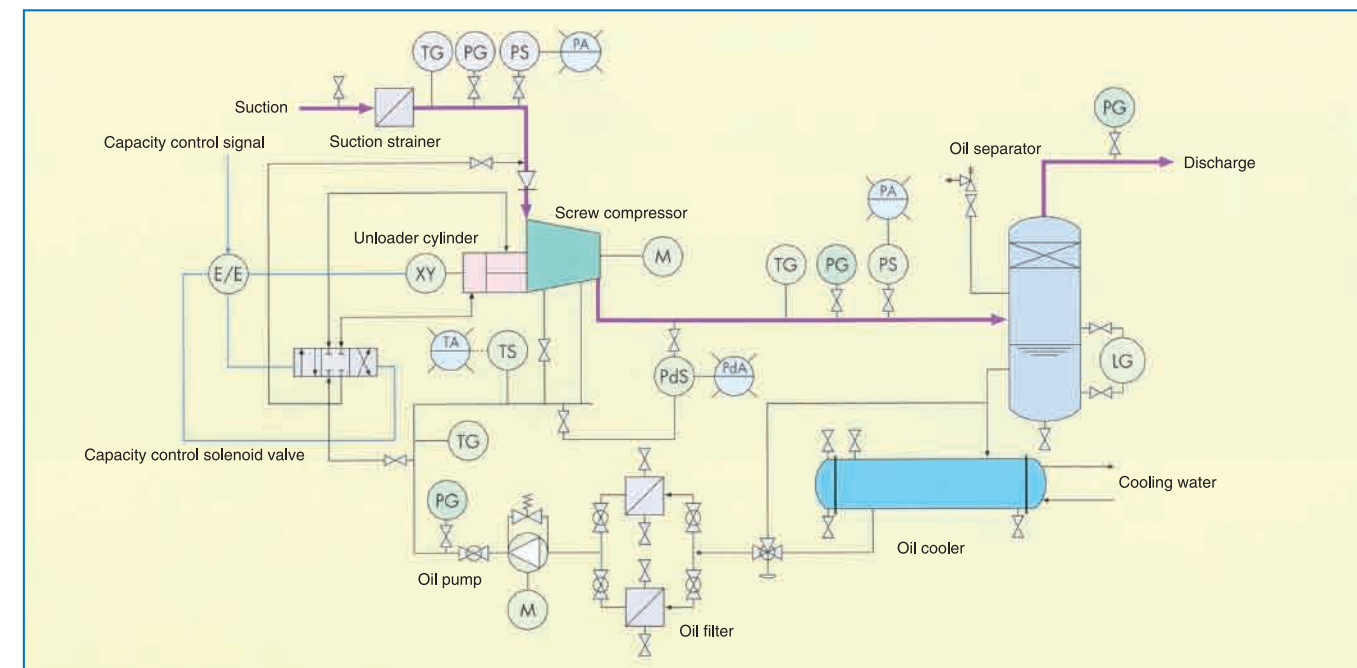 TG
PG
PS
PA
Suction
Suction strainer
Capacity control signal
PG
Oil separator
Discharge
PA
Screw compressor
Unloader cylinder
M
TG
PG
PS
E/E
XY
TA
TS
PdS
PdA
LG
Capacity control solenoid valve
TG
Cooling water
PG
Oil cooler
Oil pump
M
Oil filter